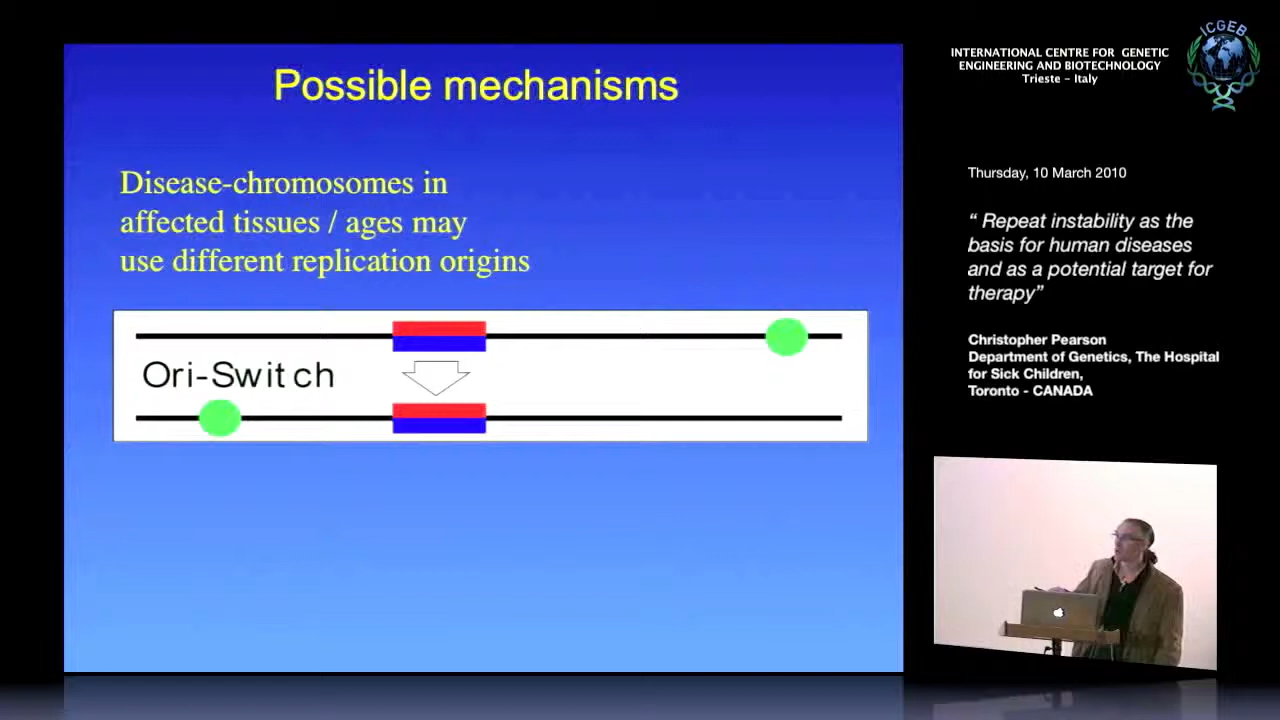 Possible mechanisms
Disease-chromosomes in
affected tissues / ages may
use different replication origins
Ori-Switch
INTERNATIONAL CENTRE FOR GENETIC
ENGINEERING AND BIOTECHNOLOGY
Trieste - Italy
ICGEB
Thursday, 10 March 2010
“ Repeat instability as the
basis for human diseases
and as a potential target for
therapy”
Christopher Pearson
Department of Genetics, The Hospital
for Sick Children,
Toronto - CANADA